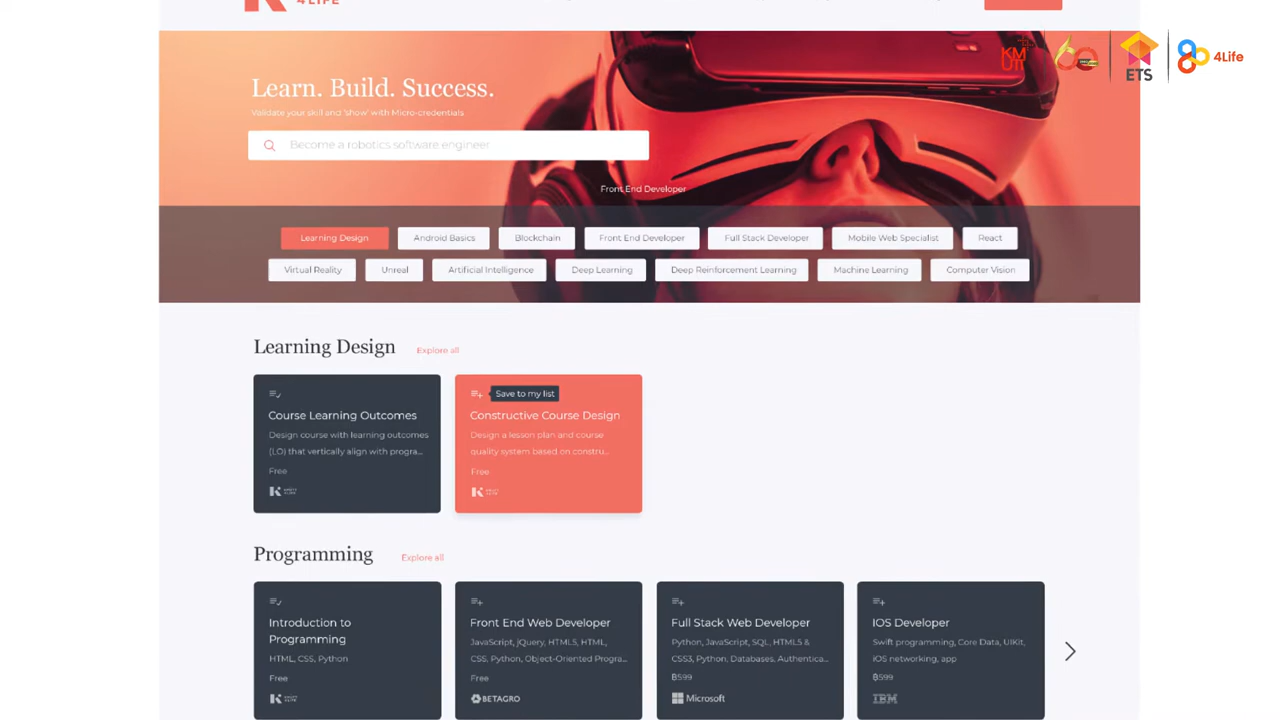 4LIFE
KM
UTT
60
ETS
4Life
Learn. Build. Success.
Validate your skill and 'show' with Micro-credentials
Become a robotics software engineer
Front End Developer
Learning Design
Android Basics
Blockchain
Front End Developer
Full Stack Developer
Mobile Web Specialist
React
Virtual Reality
Unreal
Artificial Intelligence
Deep Learning
Deep Reinforcement Learning
Machine Learning
Computer Vision
Learning Design
Explore all
Course Learning Outcomes
Design course with learning outcomes
(LO) that vertically align with progra...
Free
Save to my list
Constructive Course Design
Design a lesson plan and course
quality system based on constru...
Free
Programming
Explore all
Introduction to
Programming
HTML, CSS, Python
Free
Front End Web Developer
JavaScript, jQuery, HTML5, HTML,
CSS, Python, Object-Oriented Progra...
Free
BETAGRO
Full Stack Web Developer
Python, JavaScript, SQL, HTML5 &
CSS3, Python, Databases, Authentica...
฿599
Microsoft
IOS Developer
Swift programming, Core Data, UIKit,
iOS networking, app
฿599
IBM